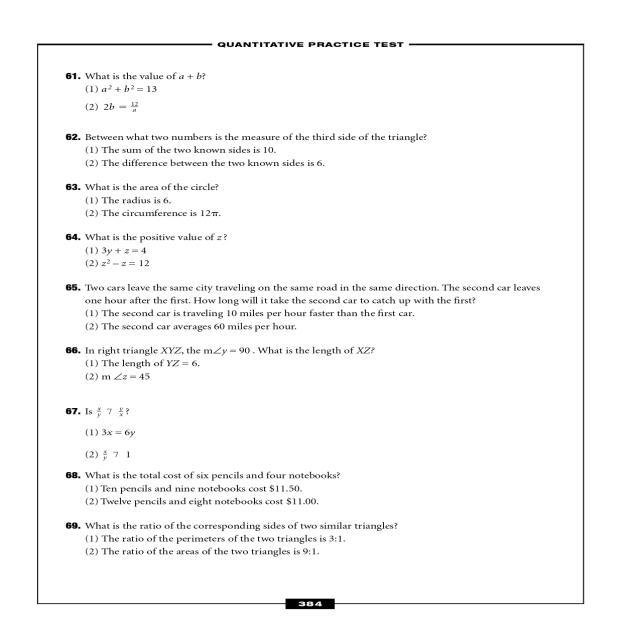 QUANTITATIVE PRACTICE TEST
61. What is the value of a + b?
(1) a² + b² = 13
(2) 2b = 12/a
62. Between what two numbers is the measure of the third side of the triangle?
(1) The sum of the two known sides is 10.
(2) The difference between the two known sides is 6.
63. What is the area of the circle?
(1) The radius is 6.
(2) The circumference is 12π.
64. What is the positive value of z?
(1) 3y + z = 4
(2) z² – z = 12
65. Two cars leave the same city traveling on the same road in the same direction. The second car leaves
one hour after the first. How long will it take the second car to catch up with the first?
(1) The second car is traveling 10 miles per hour faster than the first car.
(2) The second car averages 60 miles per hour.
66. In right triangle XYZ, the m∠y = 90 . What is the length of XZ?
(1) The length of YZ = 6.
(2) m ∠z = 45
67. Is x/y 7 y/x?
(1) 3x = 6y
(2) x/y 7 1
68. What is the total cost of six pencils and four notebooks?
(1) Ten pencils and nine notebooks cost $11.50.
(2) Twelve pencils and eight notebooks cost $11.00.
69. What is the ratio of the corresponding sides of two similar triangles?
(1) The ratio of the perimeters of the two triangles is 3:1.
(2) The ratio of the areas of the two triangles is 9:1.
384